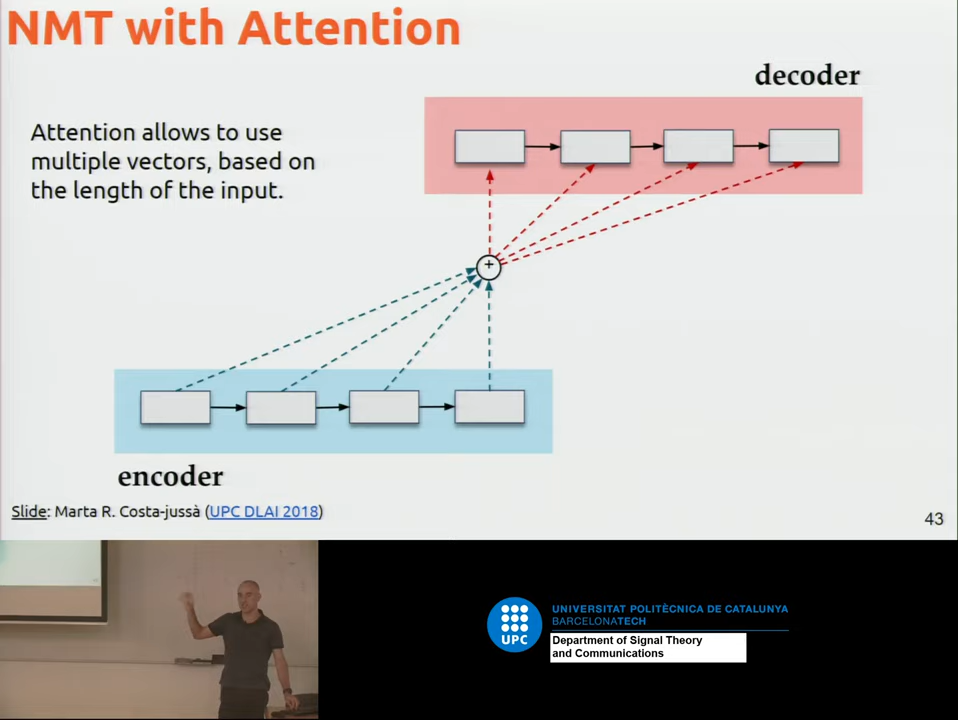 NMT with Attention
decoder
Attention allows to use
multiple vectors, based on
the length of the input.
+
encoder
Slide: Marta R. Costa-jussà (UPC DLAI 2018)
43
UPC
UNIVERSITAT POLITÈCNICA DE CATALUNYA
BARCELONATECH
Department of Signal Theory
and Communications